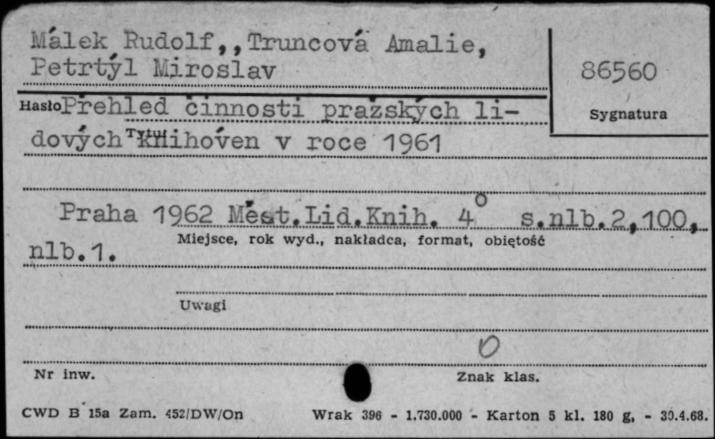 Málek Rudolf,,Truncová Amalie,
Petrtýl Miroslav
86560
Sygnatura
Hasło Přehled činnosti pražských li-
dových Tytuł knihoven v roce 1961
Praha 1962 Měst.Lid.Knih. 4° s.nlb.2,100,
Miejsce, rok wyd., nakładca, format, objętość
nlb.1.
Uwagi
0
Nr inw.
Znak klas.
CWD B 15a Zam. 452/DW/On Wrak 396 - 1.730.000 - Karton 5 kl. 180 g, - 30.4.68.